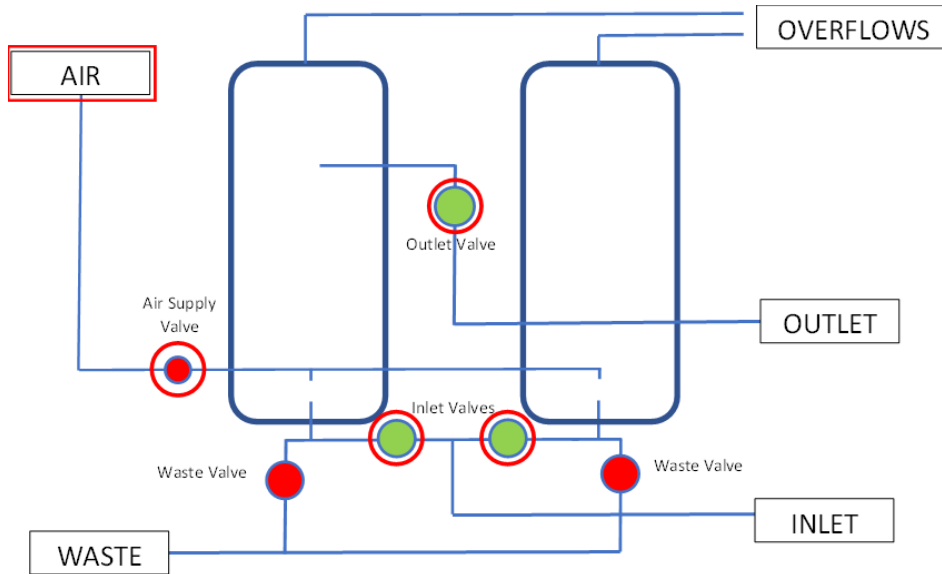 OVERFLOWS
AIR
Outlet Valve
Air Supply
Valve
OUTLET
Inlet Valves
Waste Valve
Waste Valve
INLET
WASTE